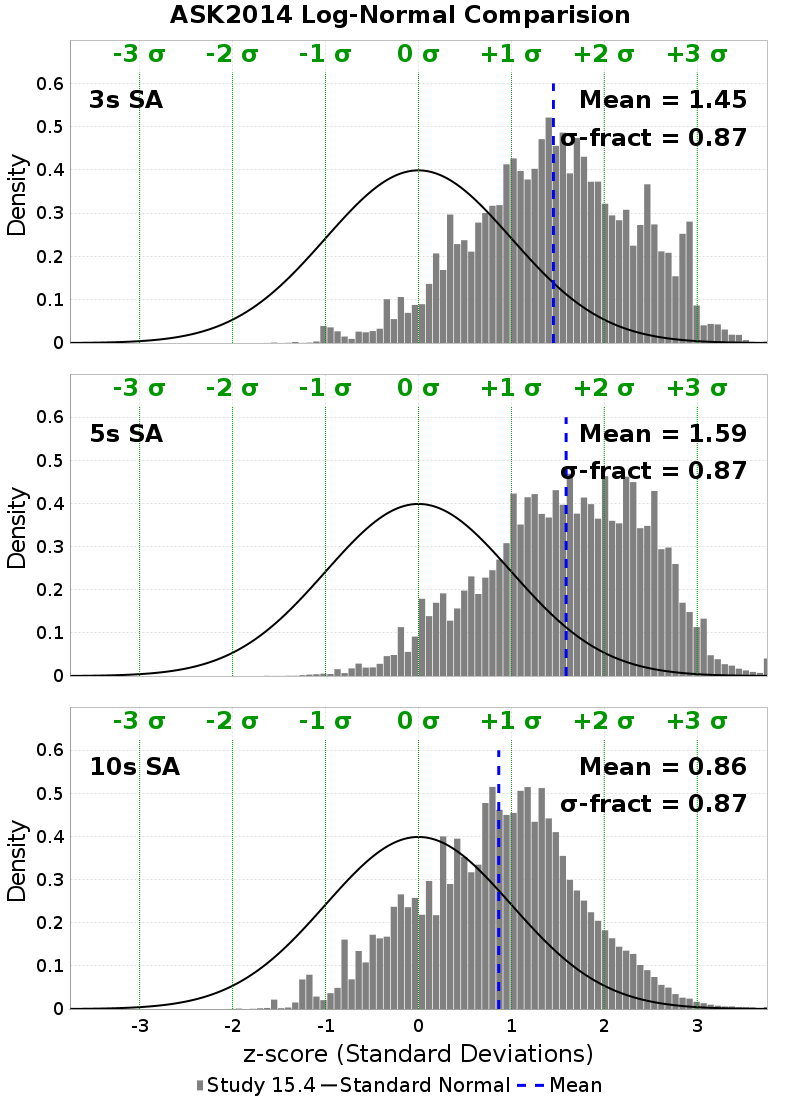 ASK2014 Log-Normal Comparision
-3 σ -2 σ -1 σ 0 σ +1 σ +2 σ +3 σ
3s SA
Mean = 1.45
σ-fract = 0.87
0.6
0.5
0.4
0.3
0.2
0.1
0
Density
-3 σ -2 σ -1 σ 0 σ +1 σ +2 σ +3 σ
5s SA
Mean = 1.59
σ-fract = 0.87
0.6
0.5
0.4
0.3
0.2
0.1
0
Density
-3 σ -2 σ -1 σ 0 σ +1 σ +2 σ +3 σ
10s SA
Mean = 0.86
σ-fract = 0.87
0.6
0.5
0.4
0.3
0.2
0.1
0
Density
-3 -2 -1 0 1 2 3
z-score (Standard Deviations)
Study 15.4 Standard Normal Mean